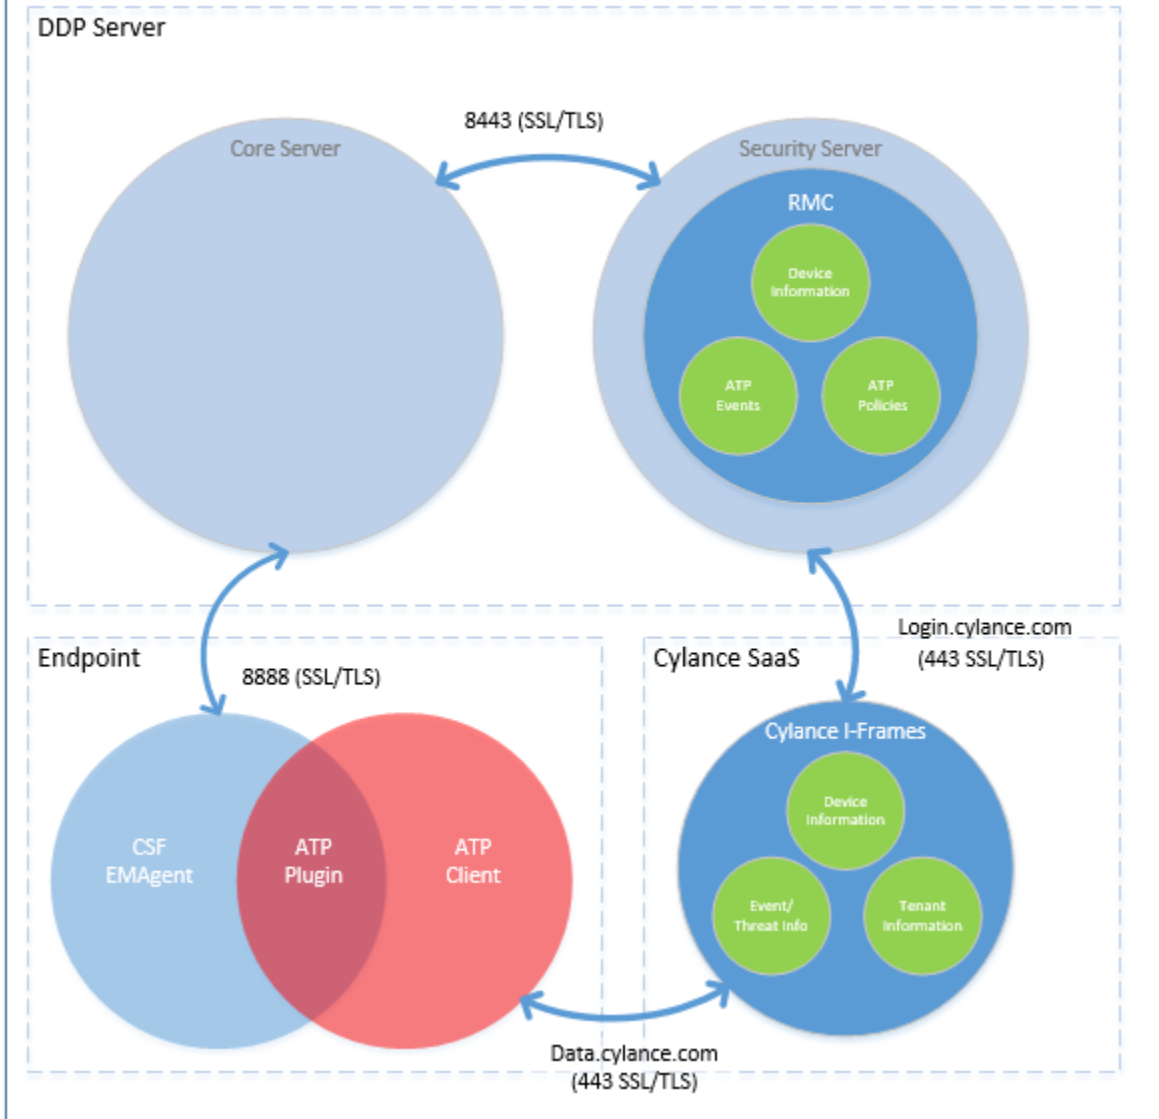 DDP Server
8443 (SSL/TLS)
Core Server
Security Server
RMC
Device
Information
ATP
Events
ATP
Policies
Login.cylance.com
(443 SSL/TLS)
Endpoint
8888 (SSL/TLS)
Cylance SaaS
Cylance I-Frames
Device
Information
Event/
Threat Info
Tenant
Information
CSF
EMAgent
ATP
Plugin
ATP
Client
Data.cylance.com
(443 SSL/TLS)